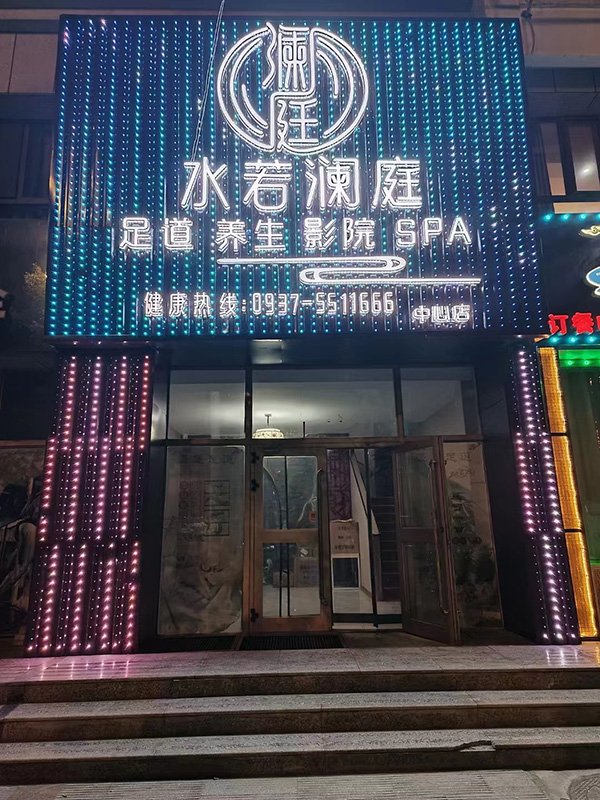 澜庭
水若澜庭
足道 养生 影院 SPA
健康热线:0937-5511666 中心店
订餐